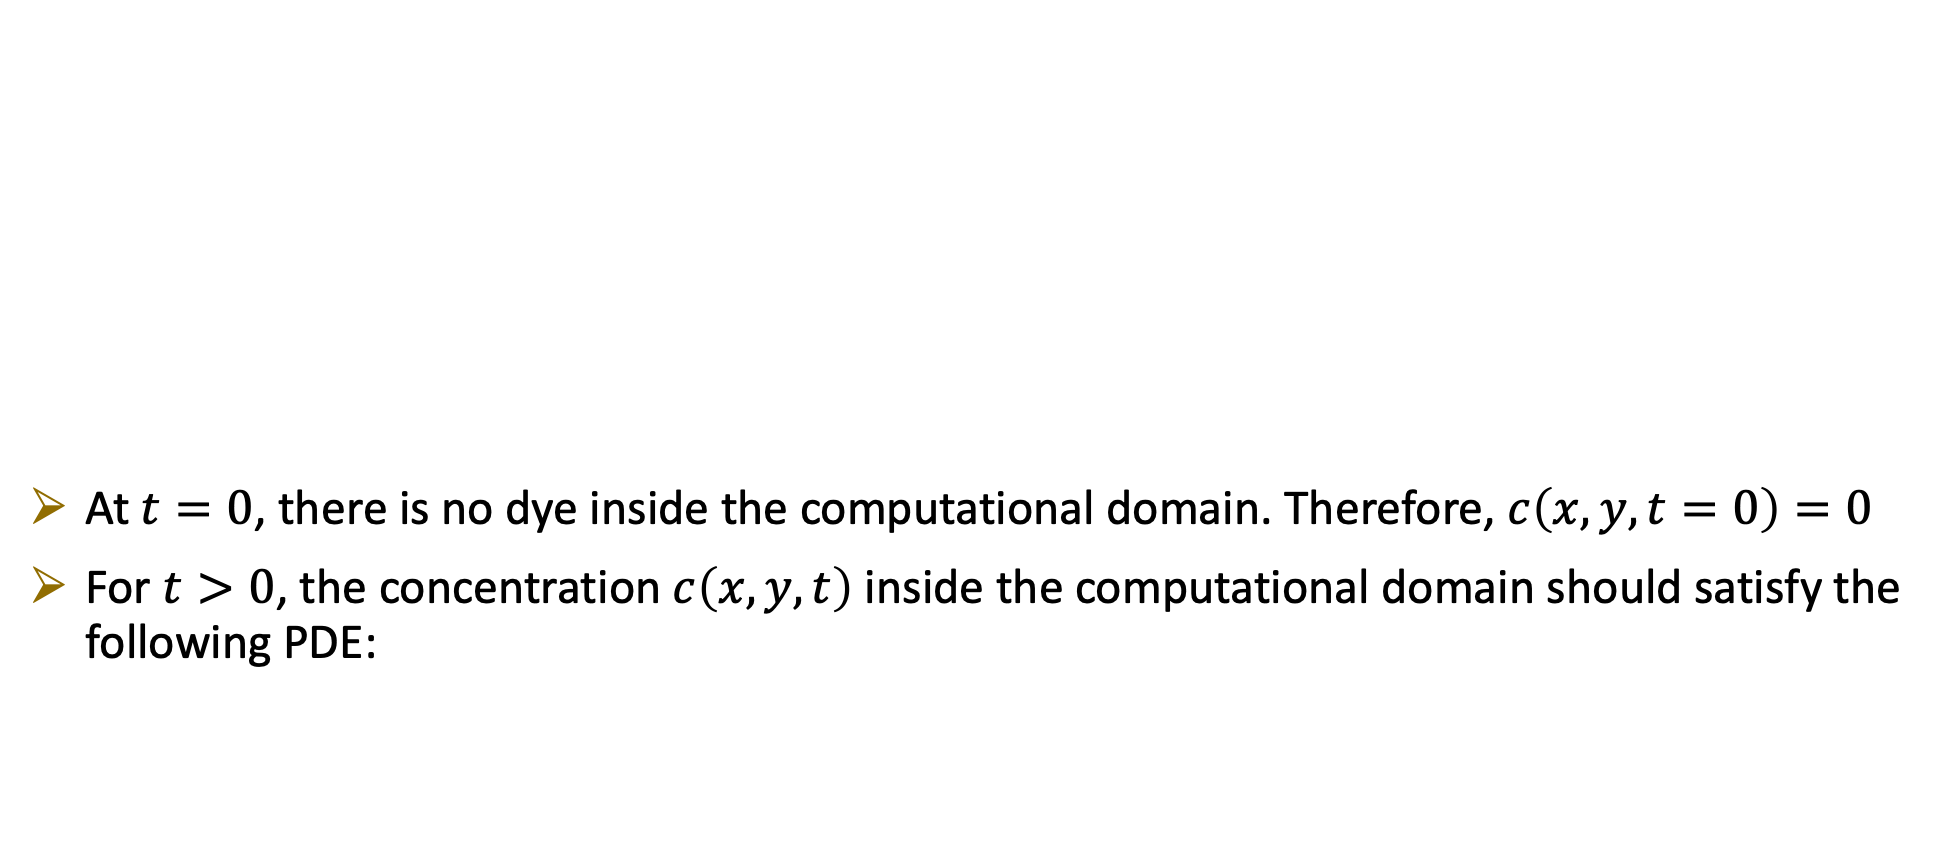 ➢ At 𝑡 = 0, there is no dye inside the computational domain. Therefore, 𝑐(𝑥, 𝑦, 𝑡 = 0) = 0
➢ For 𝑡 > 0, the concentration 𝑐(𝑥, 𝑦, 𝑡) inside the computational domain should satisfy the
following PDE: